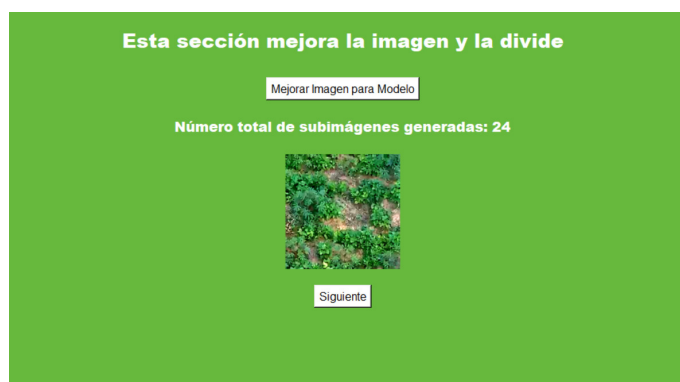 Esta sección mejora la imagen y la divide
Mejorar Imagen para Modelo
Número total de subimágenes generadas: 24
Siguiente